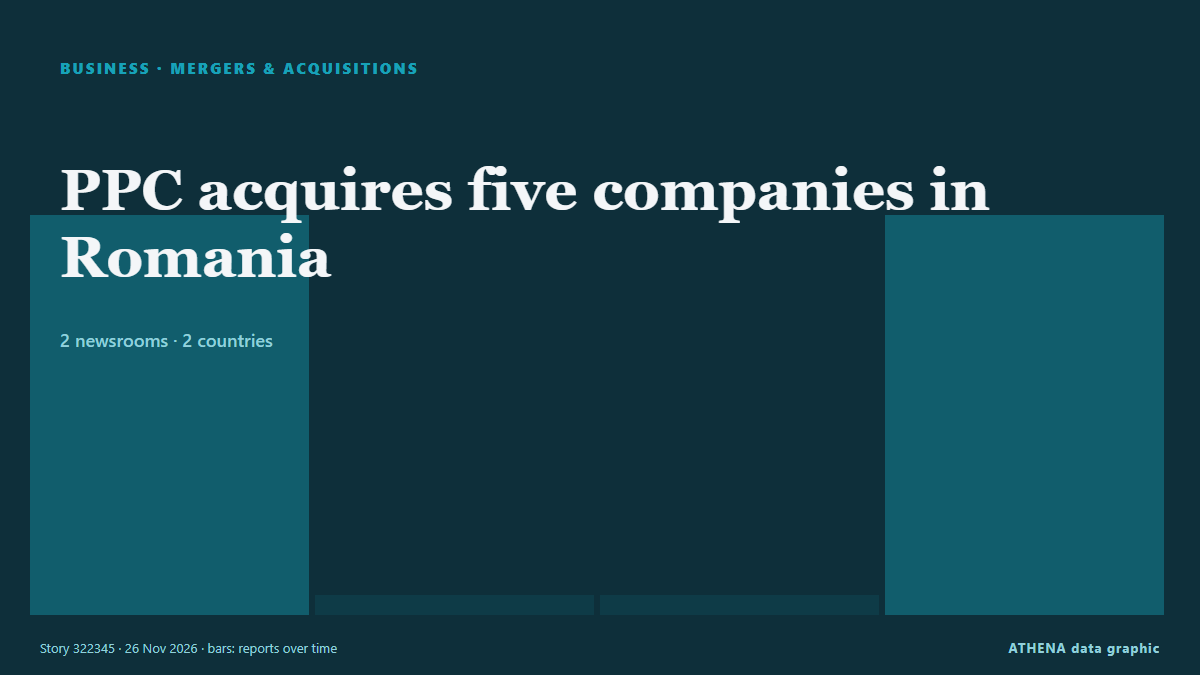 BUSINESS · MERGERS & ACQUISITIONS
PPC acquires five companies in
Romania
2 newsrooms · 2 countries
Story 322345 · 26 Nov 2026 · bars: reports over time
ATHENA data graphic